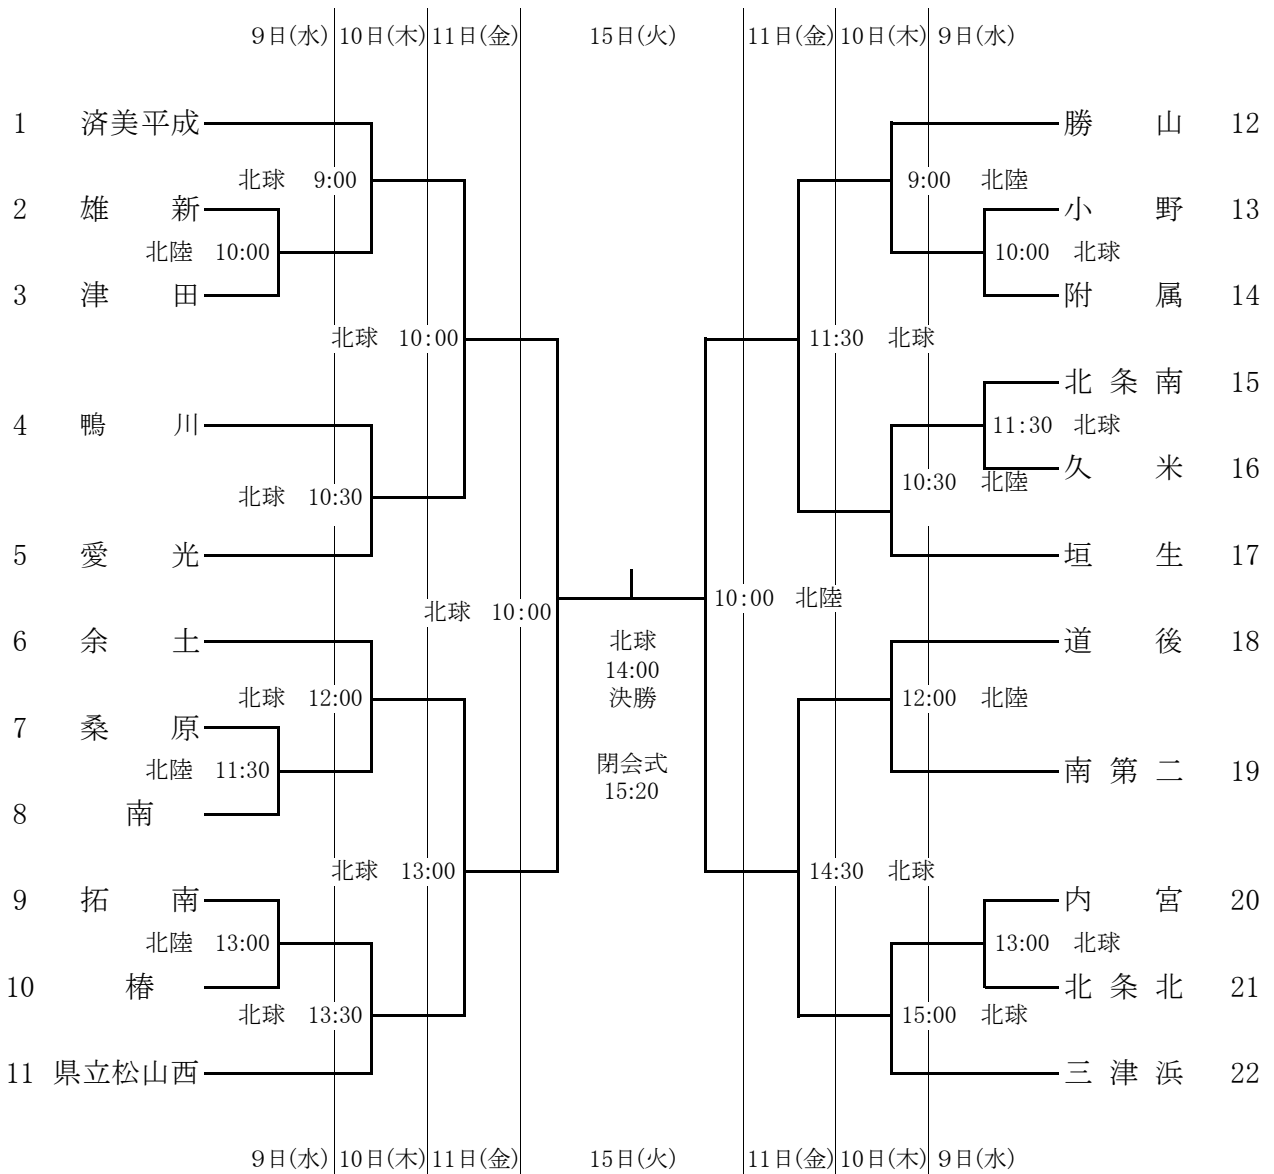 9日(水) 10日(木) 11日(金) 15日(火) 11日(金) 10日(木) 9日(水)
1 済美平成 勝山 12
北球 9:00 9:00 北陸
2 雄新 小野 13
北陸 10:00 10:00 北球
3 津田 附属 14
北球 10:00 11:30 北球
北条南 15
4 鴨川 11:30 北球
久米 16
北球 10:30 10:30 北陸
5 愛光 垣生 17
北球 10:00 10:00 北陸
6 余土 北球 道後 18
14:00
北球 12:00 決勝 12:00 北陸
7 桑原
北陸 11:30 閉会式 南第二 19
15:20
8 南
北球 13:00 14:30 北球
9 拓南 内宮 20
北陸 13:00 13:00 北球
10 椿 北条北 21
北球 13:30 15:00 北球
11 県立松山西 三津浜 22
9日(水) 10日(木) 11日(金) 15日(火) 11日(金) 10日(木) 9日(水)